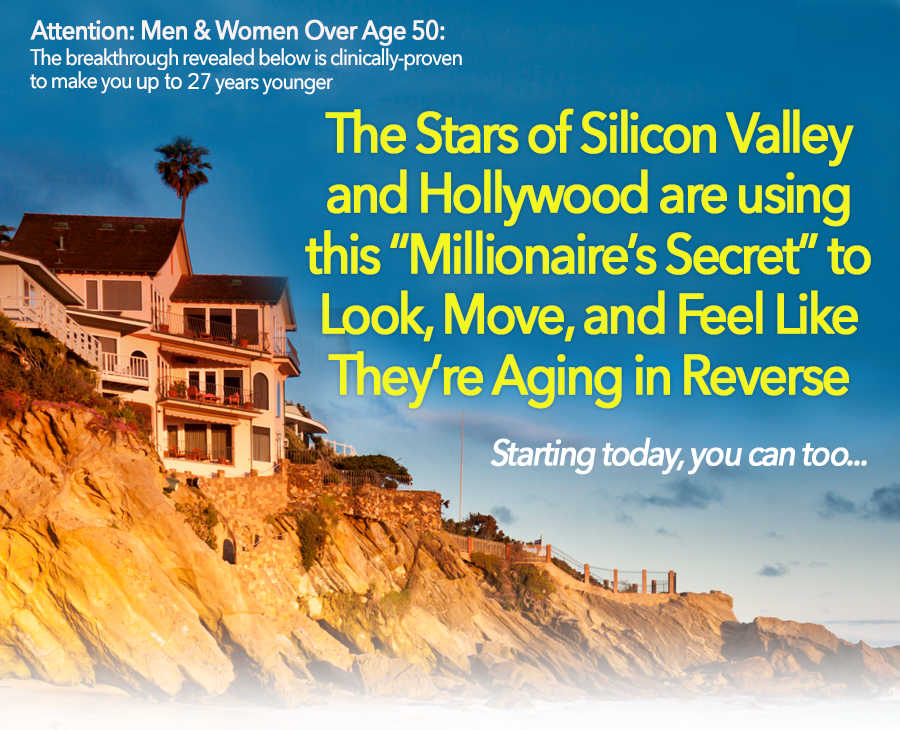 Attention: Men & Women Over Age 50:
The breakthrough revealed below is clinically-proven
to make you up to 27 years younger
The Stars of Silicon Valley
and Hollywood are using
this “Millionaire’s Secret” to
Look, Move, and Feel Like
They’re Aging in Reverse
Starting today, you can too...